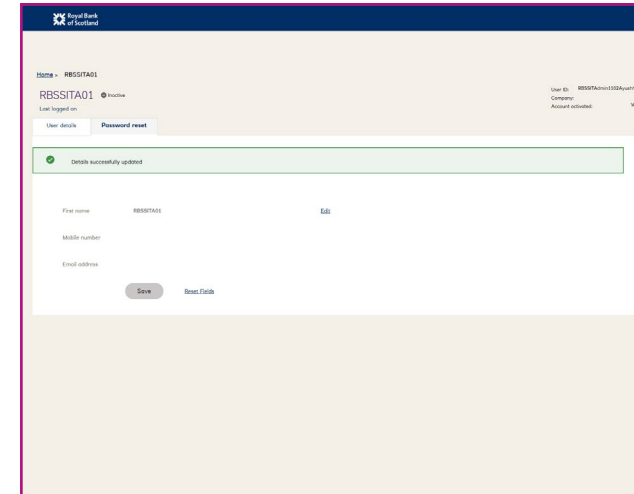 Royal Bank
of Scotland
Home > RBSSITA01
RBSSITA01 Inactive
Last logged on
User ID: RBSSITAdmin1102Ayush
Company:
Account activated:
User details Password reset
Details successfully updated
First name RBSSITA01 Edit
Mobile number
Email address
Save Reset Fields